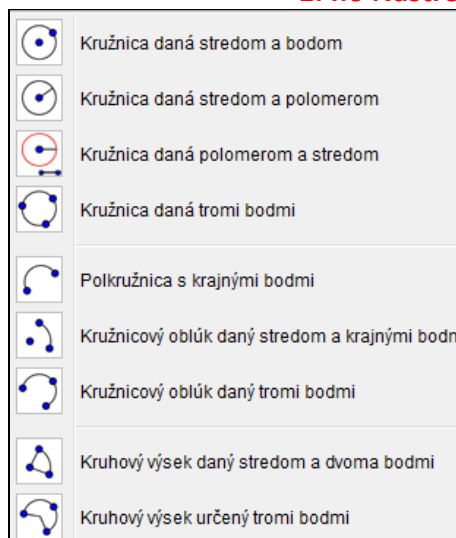 Kružnica daná stredom a bodom
Kružnica daná stredom a polomerom
Kružnica daná polomerom a stredom
Kružnica daná tromi bodmi
Polkružnica s krajnými bodmi
Kružnicový oblúk daný stredom a krajnými
Kružnicový oblúk daný tromi bodmi
Kruhový výsek daný stredom a dvoma bodmi
Kruhový výsek určený tromi bodmi